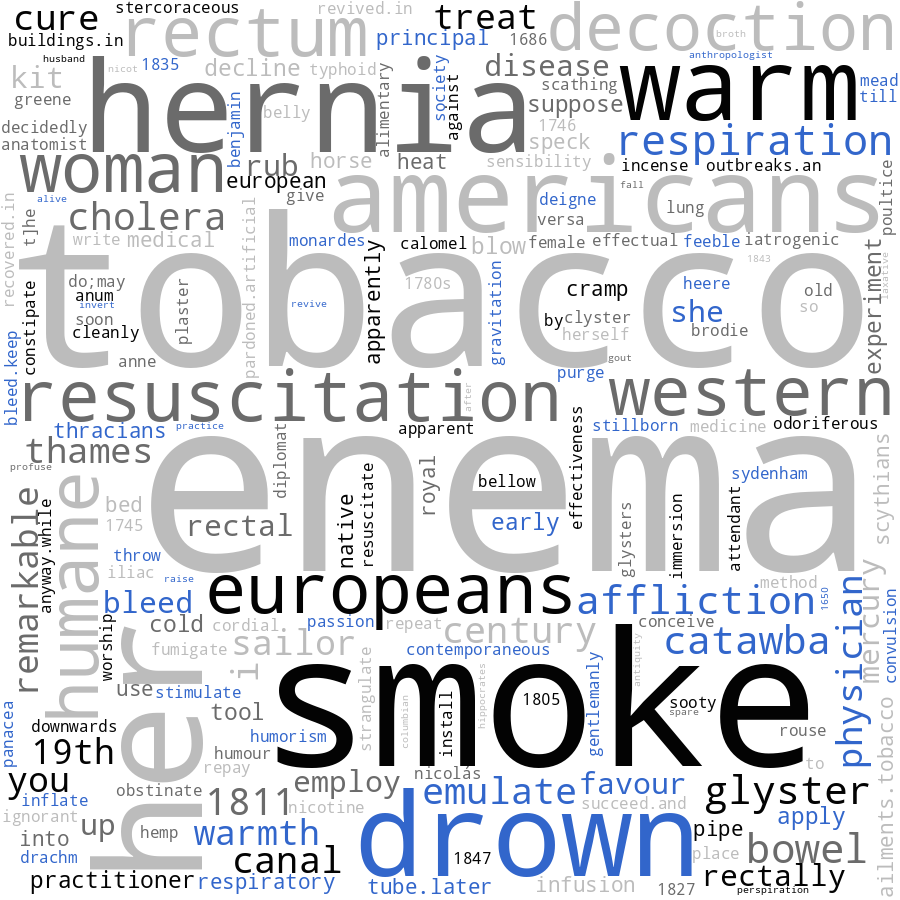 cure
stercoraceous
rectum
revived.in
treat
decoction
buildings.in
husband
1835
decline
typhoid
principal
1686
broth
anthropologist
kit
nicot
hernia
society
against
disease
scathing
warm
mead
till
greene
belly
alimentary
suppose
decidedly
anatomist
benjamin
1746
speck
respiration
woman
rub
horse
heat
sensibility
incense
outbreaks.an
european
give
americans
fall
poultice
alive
deigne
versa
lung
recovered.in
t]he
cholera
write
medical
pardoned.artificial
monardes
calomel
blow
female
effectual
feeble
iatrogenic
tobacco
1843
laxative
do;may
anum
invert
soon
cleanly
constipate
plaster
revive
apparently
1780s
gravitation
cramp
heere
she
old
so
experiment
by
clyster
herself
brodie
anne
gout
purge
bleed.keep
resuscitation
after
western
thracians
practice
apparent
stillborn
medicine
odoriferous
thames
profuse
enema
diplomat
royal
bellow
effectiveness
sydenham
scythians
remarkable
anyway.while
humane
bed
1745
rectal
native
resuscitate
early
glysters
immersion
attendant
throw
iliac
raise
europeans
affliction
method
1650
bleed
worship
cold
cordial
passion
repeat
century
conceive
physician
mercury
convulsion
her
fumigate
sailor
i
contemporaneous
catawba
antiquity
use
stimulate
strangulate
columbian
install
hippocrates
smoke
1805
gentlemanly
sooty
spare
ailments.tobacco
panacea
downwards
tool
humorism
rouse
19th
humour
repay
nicolás
to
you
obstinate
employ
emulate
favour
glyster
inflate
1811
nicotine
succeed.and
ignorant
into
up
hemp
warmth
drown
pipe
apply
drachm
canal
1847
place
bowel
practitioner
respiratory
tube.later
infusion
1827
rectally
perspiration